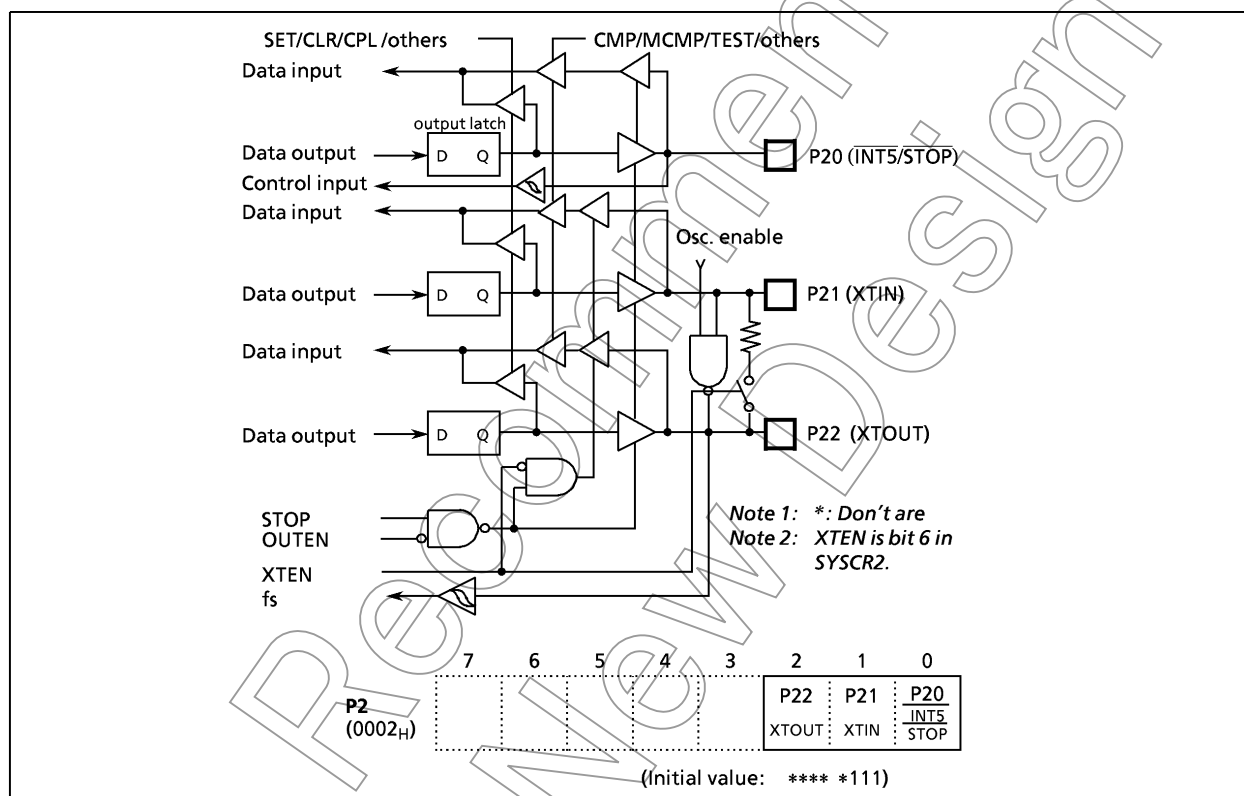 SET/CLR/CPL /others
CMP/MCMP/TEST/others
Data input
output latch
Data output
D Q
P20 (INT5/STOP)
Control input
Data input
Osc. enable
Data output
D Q
P21 (XTIN)
Data input
Data output
D Q
P22 (XTOUT)
STOP
OUTEN
XTEN
fs
Note 1: *: Don't are
Note 2: XTEN is bit 6 in
SYSCR2.
7 6 5 4 3 2 1 0
P2
(0002H)
P22 P21 P20
XTOUT XTIN INT5
STOP
(Initial value: **** *111)
Recommen
New Design